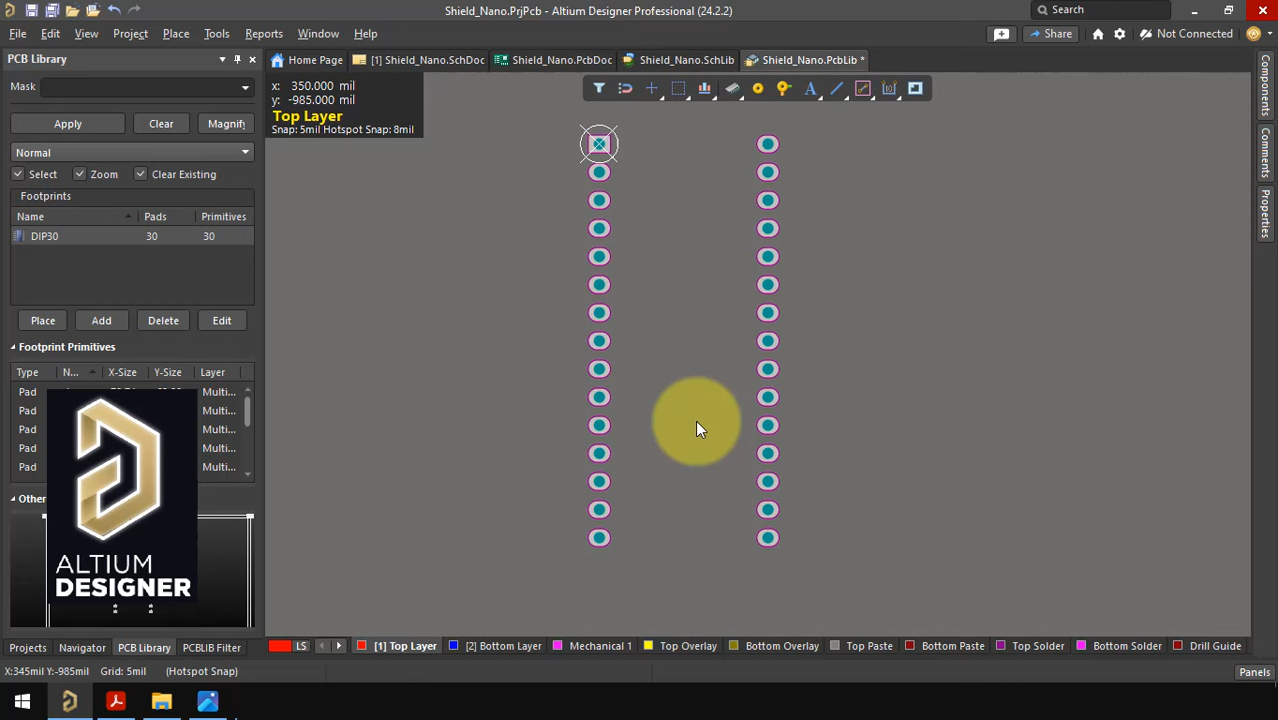 Shield_Nano.PrjPcb - Altium Designer Professional (24.2.2)
Search
File Edit View Project Place Tools Reports Window Help
Share Not Connected
PCB Library
Home Page [1] Shield_Nano.SchDoc Shield_Nano.PcbDoc Shield_Nano.SchLib Shield_Nano.PcbLib *
Mask
x: 350.000 mil
y: -985.000 mil
Top Layer
Snap: 5mil Hotspot Snap: 8mil
Apply Clear Magnify
Normal
Select Zoom Clear Existing
Footprints
Name Pads Primitives
DIP30 30 30
Place Add Delete Edit
Footprint Primitives
Type N... X-Size Y-Size Layer
Pad Multi...
Pad Multi...
Pad Multi...
Pad Multi...
Pad Multi...
Other
ALTIUM
DESIGNER
Components
Comments
Properties
Projects Navigator PCB Library PCBLIB Filter
LS [1] Top Layer [2] Bottom Layer Mechanical 1 Top Overlay Bottom Overlay Top Paste Bottom Paste Top Solder Bottom Solder Drill Guide
X:345mil Y:-985mil Grid: 5mil (Hotspot Snap)
Panels